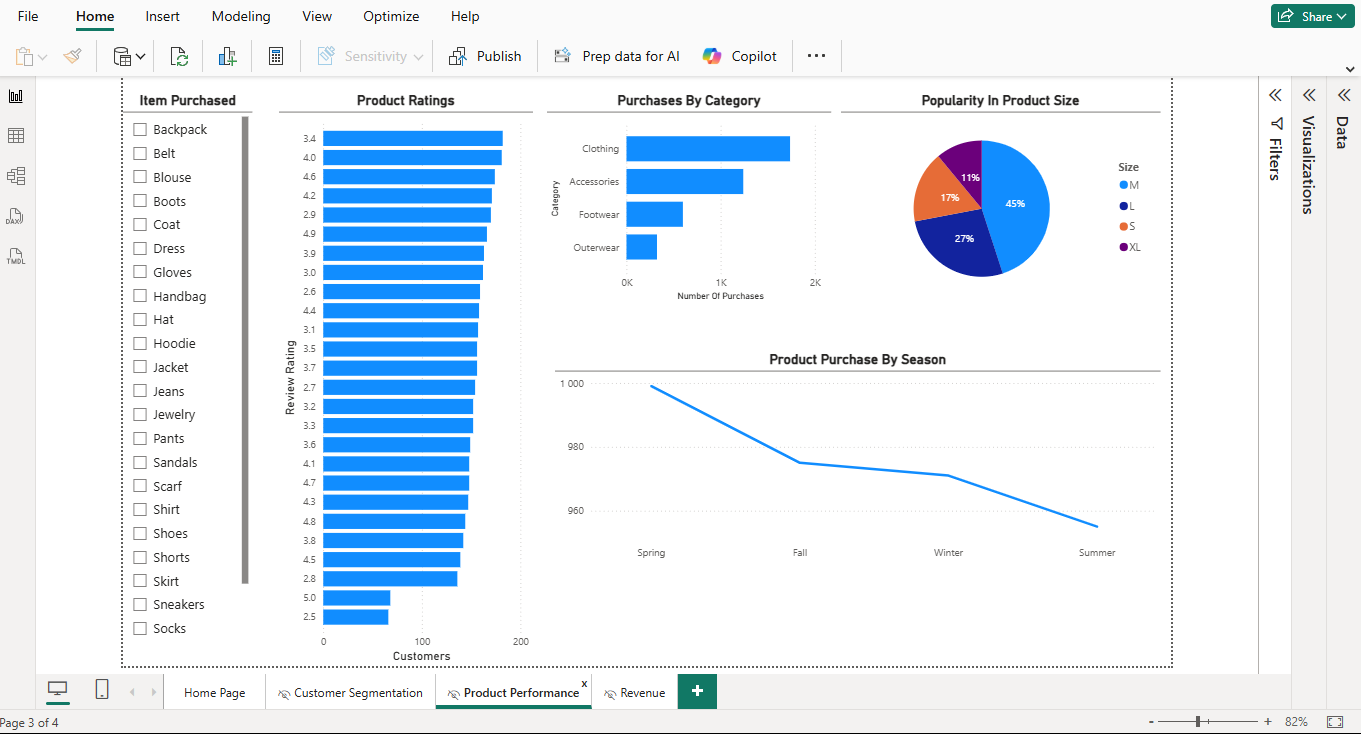 File Home Insert Modeling View Optimize Help Share
Sensitivity Publish Prep data for AI Copilot ...
Item Purchased
Backpack
Belt
Blouse
Boots
Coat
Dress
Gloves
Handbag
Hat
Hoodie
Jacket
Jeans
Jewelry
Pants
Sandals
Scarf
Shirt
Shoes
Shorts
Skirt
Sneakers
Socks
Product Ratings
Review Rating
3.4
4.0
4.6
4.2
2.9
4.9
3.9
3.0
2.6
4.4
3.1
3.5
3.7
2.7
3.2
3.3
3.6
4.1
4.7
4.3
4.8
3.8
4.5
2.8
5.0
2.5
0 100 200
Customers
Purchases By Category
Category
Clothing
Accessories
Footwear
Outerwear
0K 1K 2K
Number Of Purchases
Popularity In Product Size
11%
17%
45%
27%
Size
M
L
S
XL
Product Purchase By Season
1 000
980
960
Spring Fall Winter Summer
Filters
Visualizations
Data
DAX
TMDL
Home Page Customer Segmentation Product Performance x Revenue +
Page 3 of 4
- + 82%